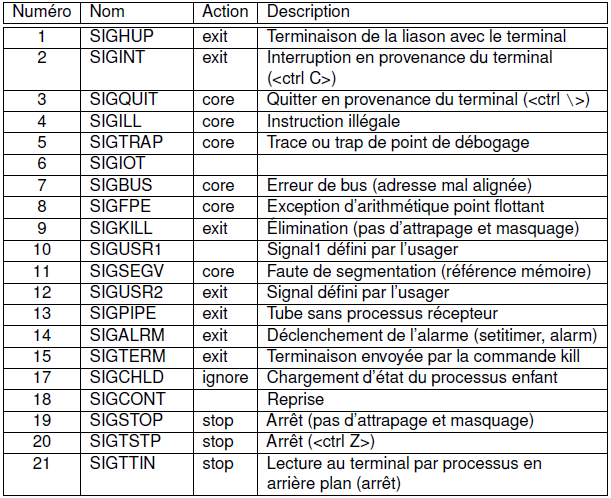 Numéro Nom Action Description
1 SIGHUP exit Terminaison de la liason avec le terminal
2 SIGINT exit Interruption en provenance du terminal
(<ctrl C>)
3 SIGQUIT core Quitter en provenance du terminal (<ctrl \>)
4 SIGILL core Instruction illégale
5 SIGTRAP core Trace ou trap de point de débogage
6 SIGIOT
7 SIGBUS core Erreur de bus (adresse mal alignée)
8 SIGFPE core Exception d'arithmétique point flottant
9 SIGKILL exit Élimination (pas d'attrapage et masquage)
10 SIGUSR1 Signal1 défini par l'usager
11 SIGSEGV core Faute de segmentation (référence mémoire)
12 SIGUSR2 exit Signal défini par l'usager
13 SIGPIPE exit Tube sans processus récepteur
14 SIGALRM exit Déclenchement de l'alarme (setitimer, alarm)
15 SIGTERM exit Terminaison envoyée par la commande kill
17 SIGCHLD ignore Chargement d'état du processus enfant
18 SIGCONT Reprise
19 SIGSTOP stop Arrêt (pas d'attrapage et masquage)
20 SIGTSTP stop Arrêt (<ctrl Z>)
21 SIGTTIN stop Lecture au terminal par processus en
arrière plan (arrêt)